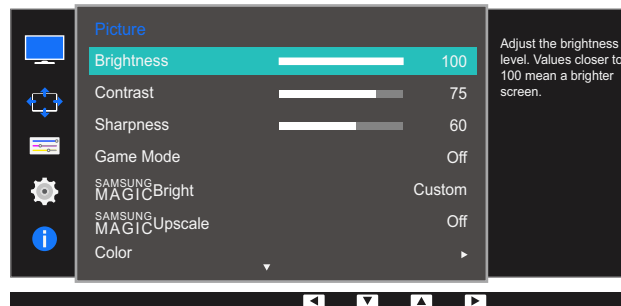 Picture
Brightness 100
Contrast 75
Sharpness 60
Game Mode Off
SAMSUNG MAGIC Bright Custom
SAMSUNG MAGIC Upscale Off
Color
Adjust the brightness
level. Values closer to
100 mean a brighter
screen.